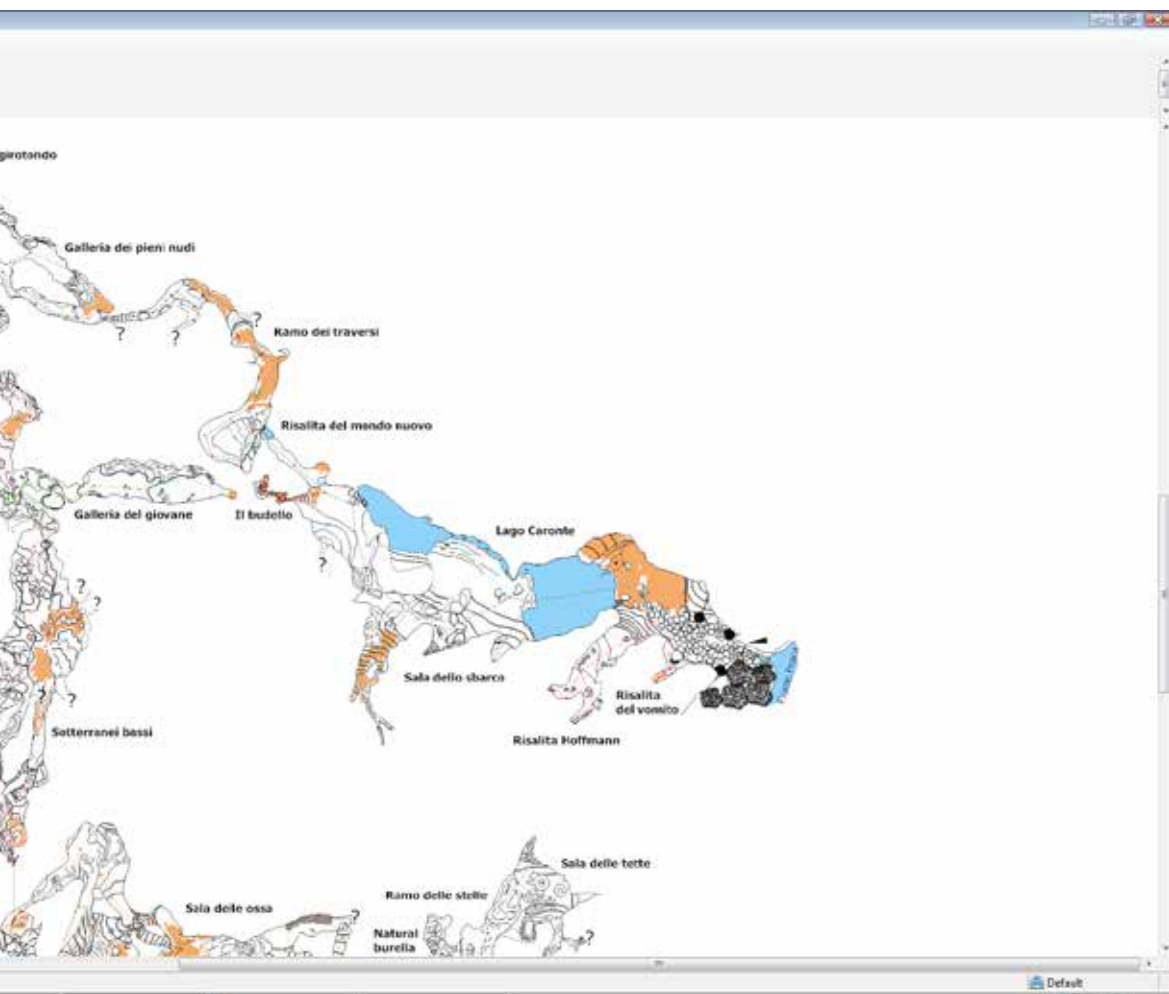 girotondo
Galleria dei pieni nudi
?
?
?
Ramo dei traversi
Risalita del mondo nuovo
Galleria del giovane
Il budello
Lago Caronte
?
?
?
Sala dello sbarco
?
?
Risalita
del vomito
Sotterranei bassi
Risalita Hoffmann
Sala delle tette
Ramo delle stelle
Sala delle ossa
?
Natural
burella
?
Default